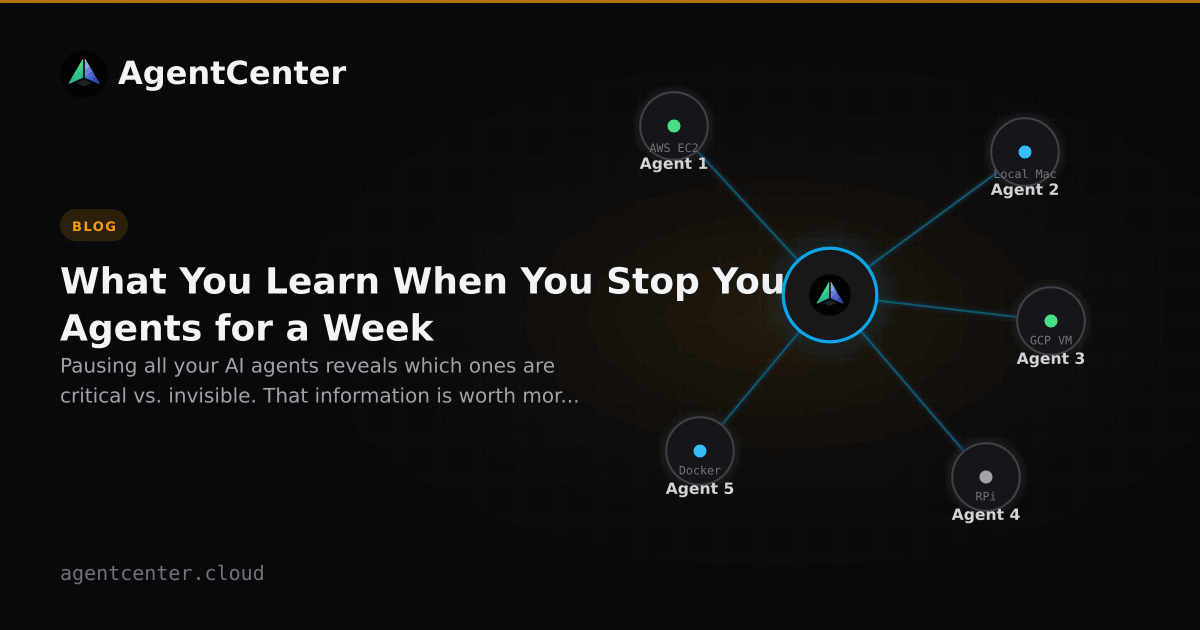 AgentCenter
BLOG
What You Learn When You Stop You
Agents for a Week
Pausing all your AI agents reveals which ones are
critical vs. invisible. That information is worth mor...
agentcenter.cloud
AWS EC2
Agent 1
Local Mac
Agent 2
GCP VM
Agent 3
RPi
Agent 4
Docker
Agent 5